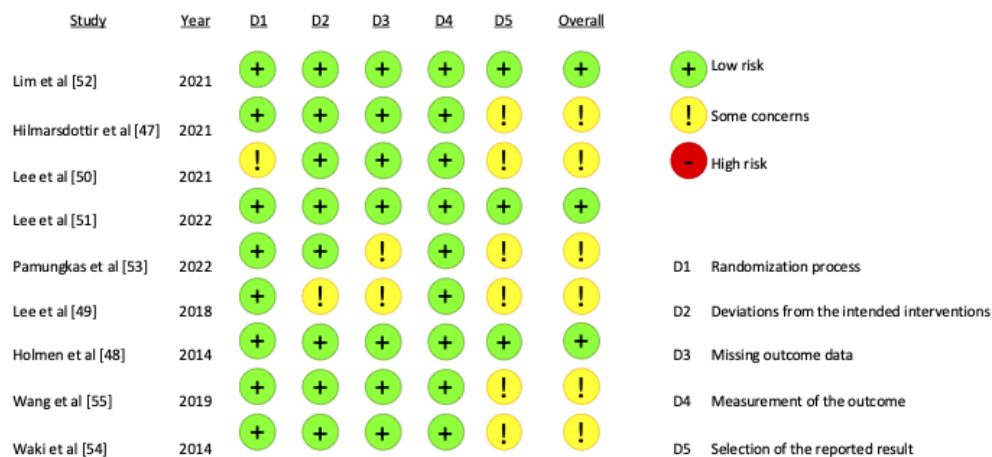 Study Year D1 D2 D3 D4 D5 Overall
Lim et al [52] 2021 + + + + + +
Hilmarsdottir et al [47] 2021 + + + + ! !
Lee et al [50] 2021 ! + + + ! !
Lee et al [51] 2022 + + + + + +
Pamungkas et al [53] 2022 + + ! + ! !
Lee et al [49] 2018 + ! ! + ! !
Holmen et al [48] 2014 + + + + + +
Wang et al [55] 2019 + + + + ! !
Waki et al [54] 2014 + + + + ! !
+ Low risk
! Some concerns
- High risk
D1 Randomization process
D2 Deviations from the intended interventions
D3 Missing outcome data
D4 Measurement of the outcome
D5 Selection of the reported result